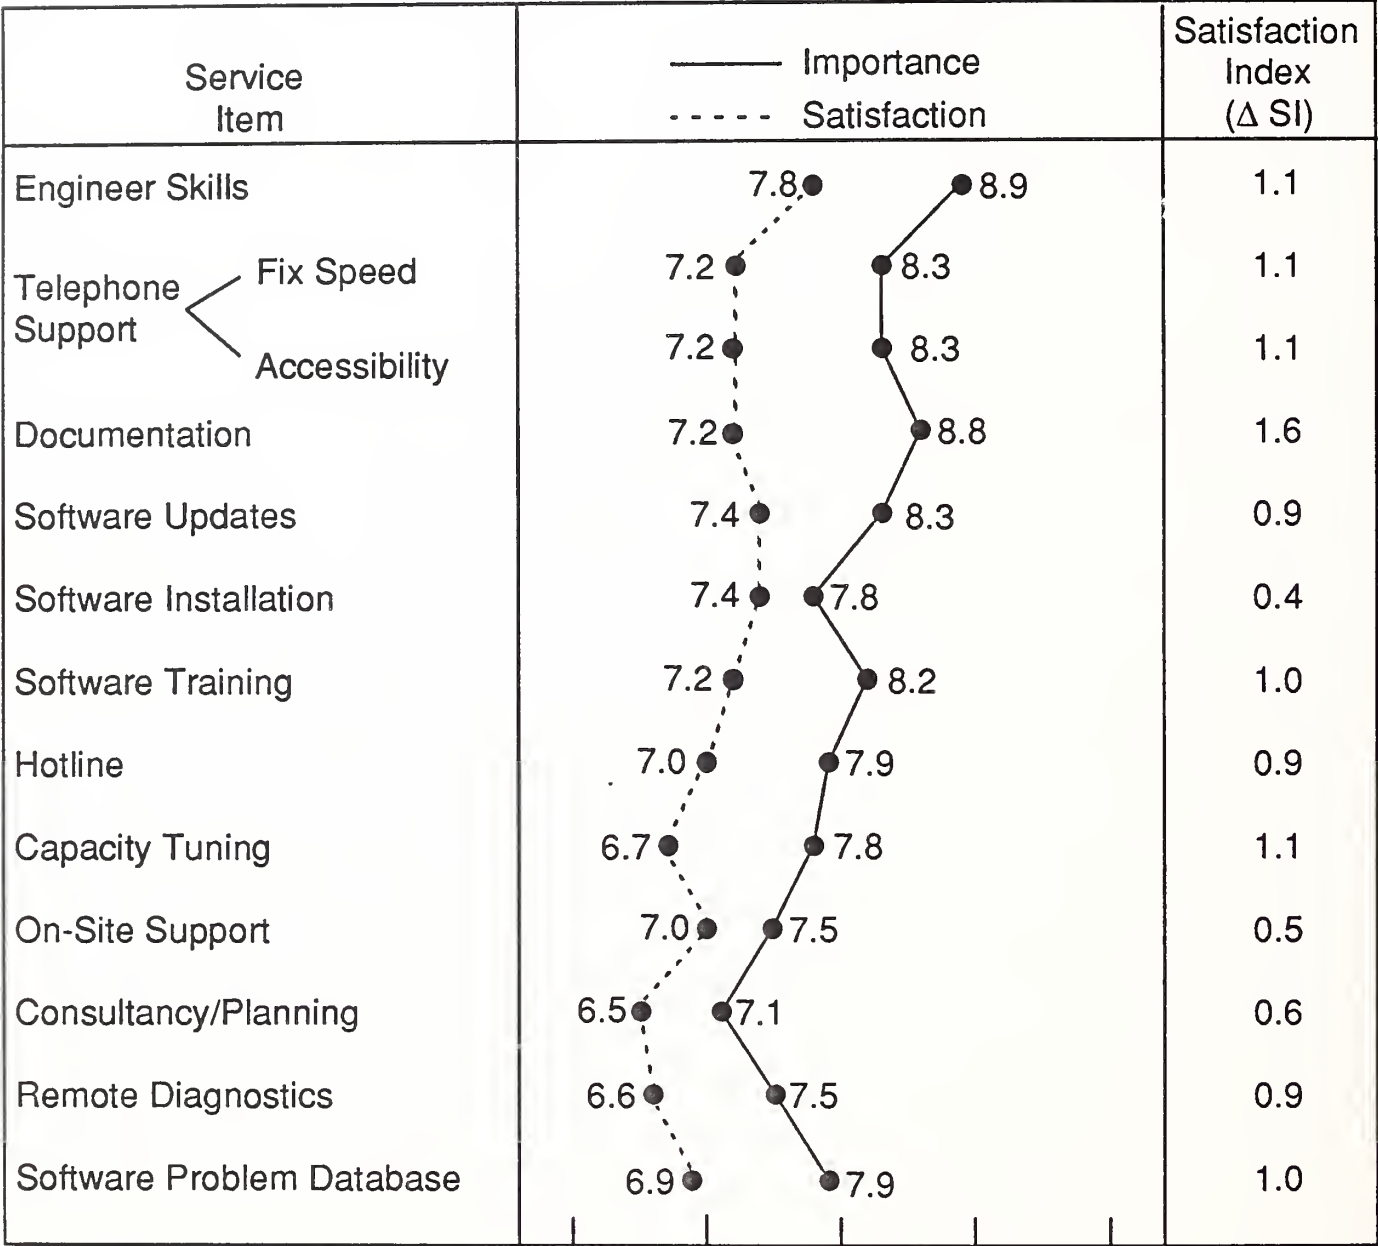 Service
Item
Importance
Satisfaction
Satisfaction
Index
(Δ SI)
Engineer Skills
7.8
8.9
1.1
Telephone
Support
Fix Speed
7.2
8.3
1.1
Accessibility
7.2
8.3
1.1
Documentation
7.2
8.8
1.6
Software Updates
7.4
8.3
0.9
Software Installation
7.4
7.8
0.4
Software Training
7.2
8.2
1.0
Hotline
7.0
7.9
0.9
Capacity Tuning
6.7
7.8
1.1
On-Site Support
7.0
7.5
0.5
Consultancy/Planning
6.5
7.1
0.6
Remote Diagnostics
6.6
7.5
0.9
Software Problem Database
6.9
7.9
1.0